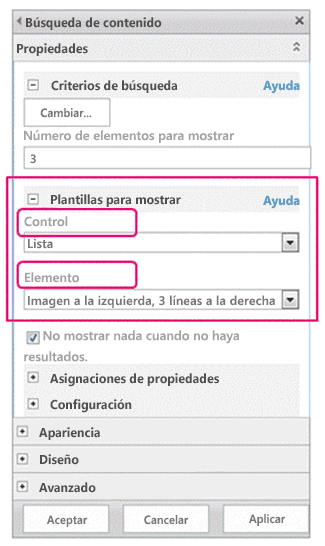 Búsqueda de contenido
Propiedades
Criterios de búsqueda Ayuda
Cambiar...
Número de elementos para mostrar
3
Plantillas para mostrar Ayuda
Control
Lista
Elemento
Imagen a la izquierda, 3 líneas a la derecha
No mostrar nada cuando no haya
resultados.
Asignaciones de propiedades
Configuración
Apariencia
Diseño
Avanzado
Aceptar Cancelar Aplicar